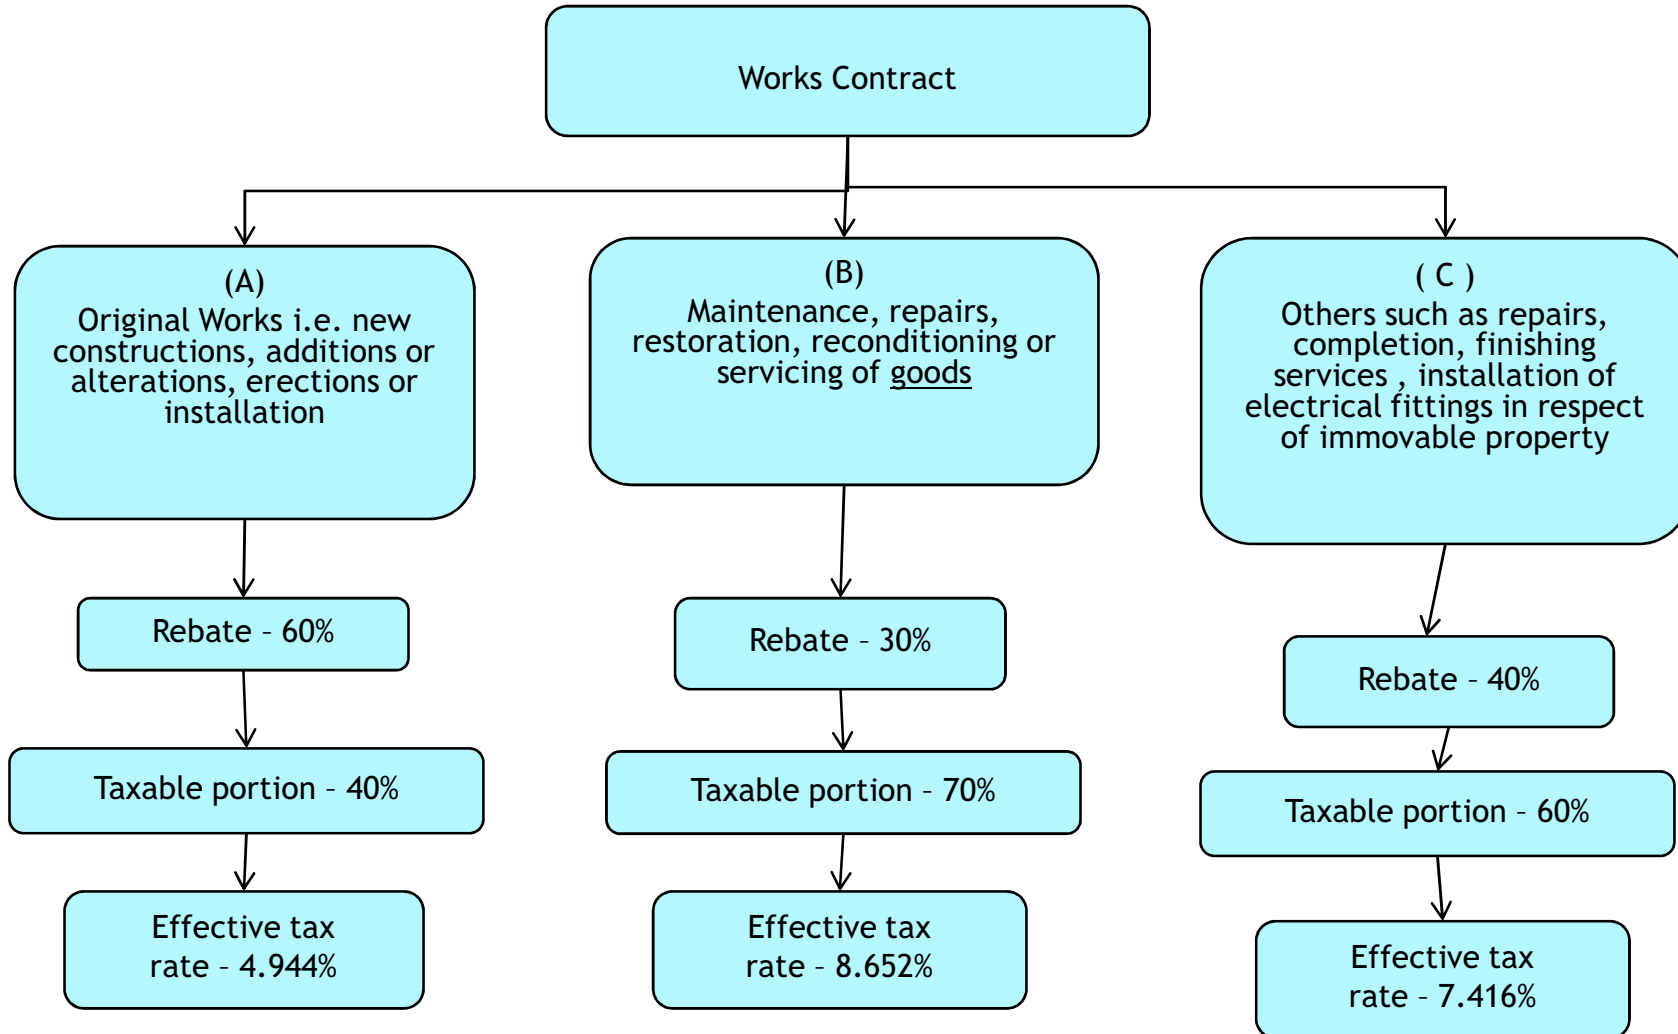 Works Contract
(A)
Original Works i.e. new
constructions, additions or
alterations, erections or
installation
(B)
Maintenance, repairs,
restoration, reconditioning or
servicing of goods
( C )
Others such as repairs,
completion, finishing
services , installation of
electrical fittings in respect
of immovable property
Rebate – 60%
Rebate – 30%
Rebate – 40%
Taxable portion – 40%
Taxable portion – 70%
Taxable portion – 60%
Effective tax
rate – 4.944%
Effective tax
rate – 8.652%
Effective tax
rate – 7.416%